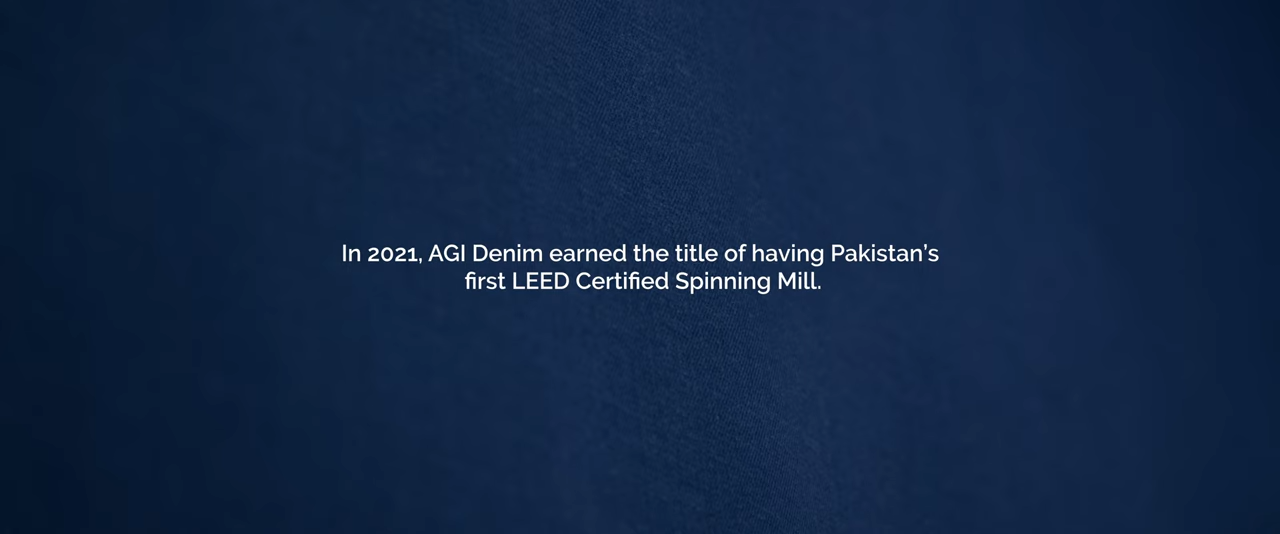 In 2021, AGI Denim earned the title of having Pakistan’s
first LEED Certified Spinning Mill.